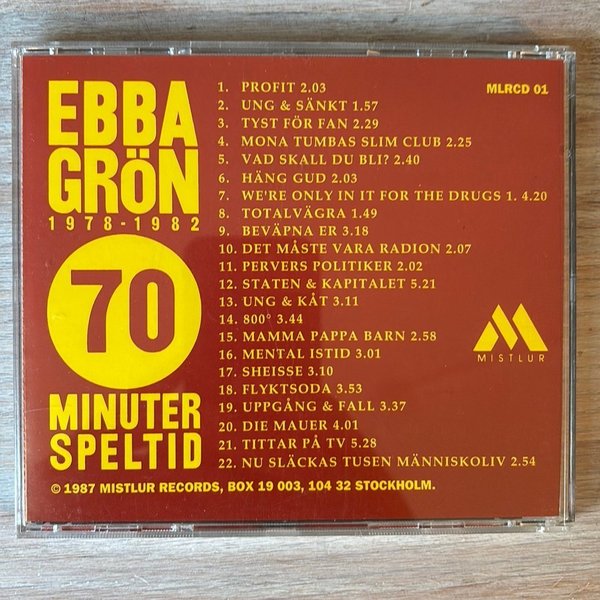 EBBA
GRÖN
1978-1982
70
MINUTER
SPELTID
1. PROFIT 2.03
2. UNG & SÄNKT 1.57
3. TYST FÖR FAN 2.29
4. MONA TUMBAS SLIM CLUB 2.25
5. VAD SKALL DU BLI? 2.40
6. HÄNG GUD 2.03
7. WE'RE ONLY IN IT FOR THE DRUGS 1. 4.20
8. TOTALVÄGRA 1.49
9. BEVÄPNA ER 3.18
10. DET MÅSTE VARA RADION 2.07
11. PERVERS POLITIKER 2.02
12. STATEN & KAPITALET 5.21
13. UNG & KÅT 3.11
14. 800° 3.44
15. MAMMA PAPPA BARN 2.58
16. MENTAL ISTID 3.01
17. SHEISSE 3.10
18. FLYKTSODA 3.53
19. UPPGÅNG & FALL 3.37
20. DIE MAUER 4.01
21. TITTAR PÅ TV 5.28
22. NU SLÄCKAS TUSEN MÄNNISKOLIV 2.54
MLRCD 01
MISTLUR
© 1987 MISTLUR RECORDS, BOX 19 003, 104 32 STOCKHOLM.